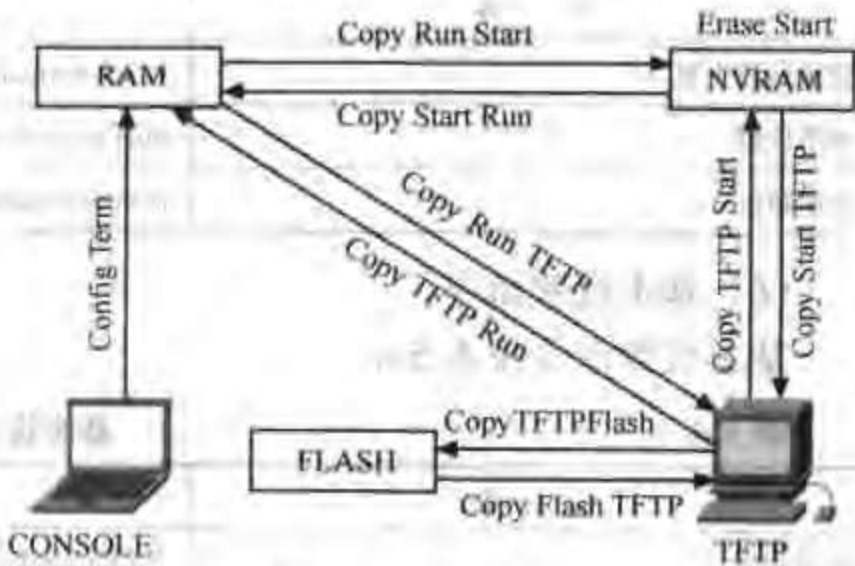 Copy Run Start
Erase Start
RAM
NVRAM
Copy Start Run
Config Term
Copy Run TFTP
Copy TFTP Run
Copy TFTP Start
Copy Start TFTP
CopyTFTPFlash
FLASH
Copy Flash TFTP
CONSOLE
TFTP